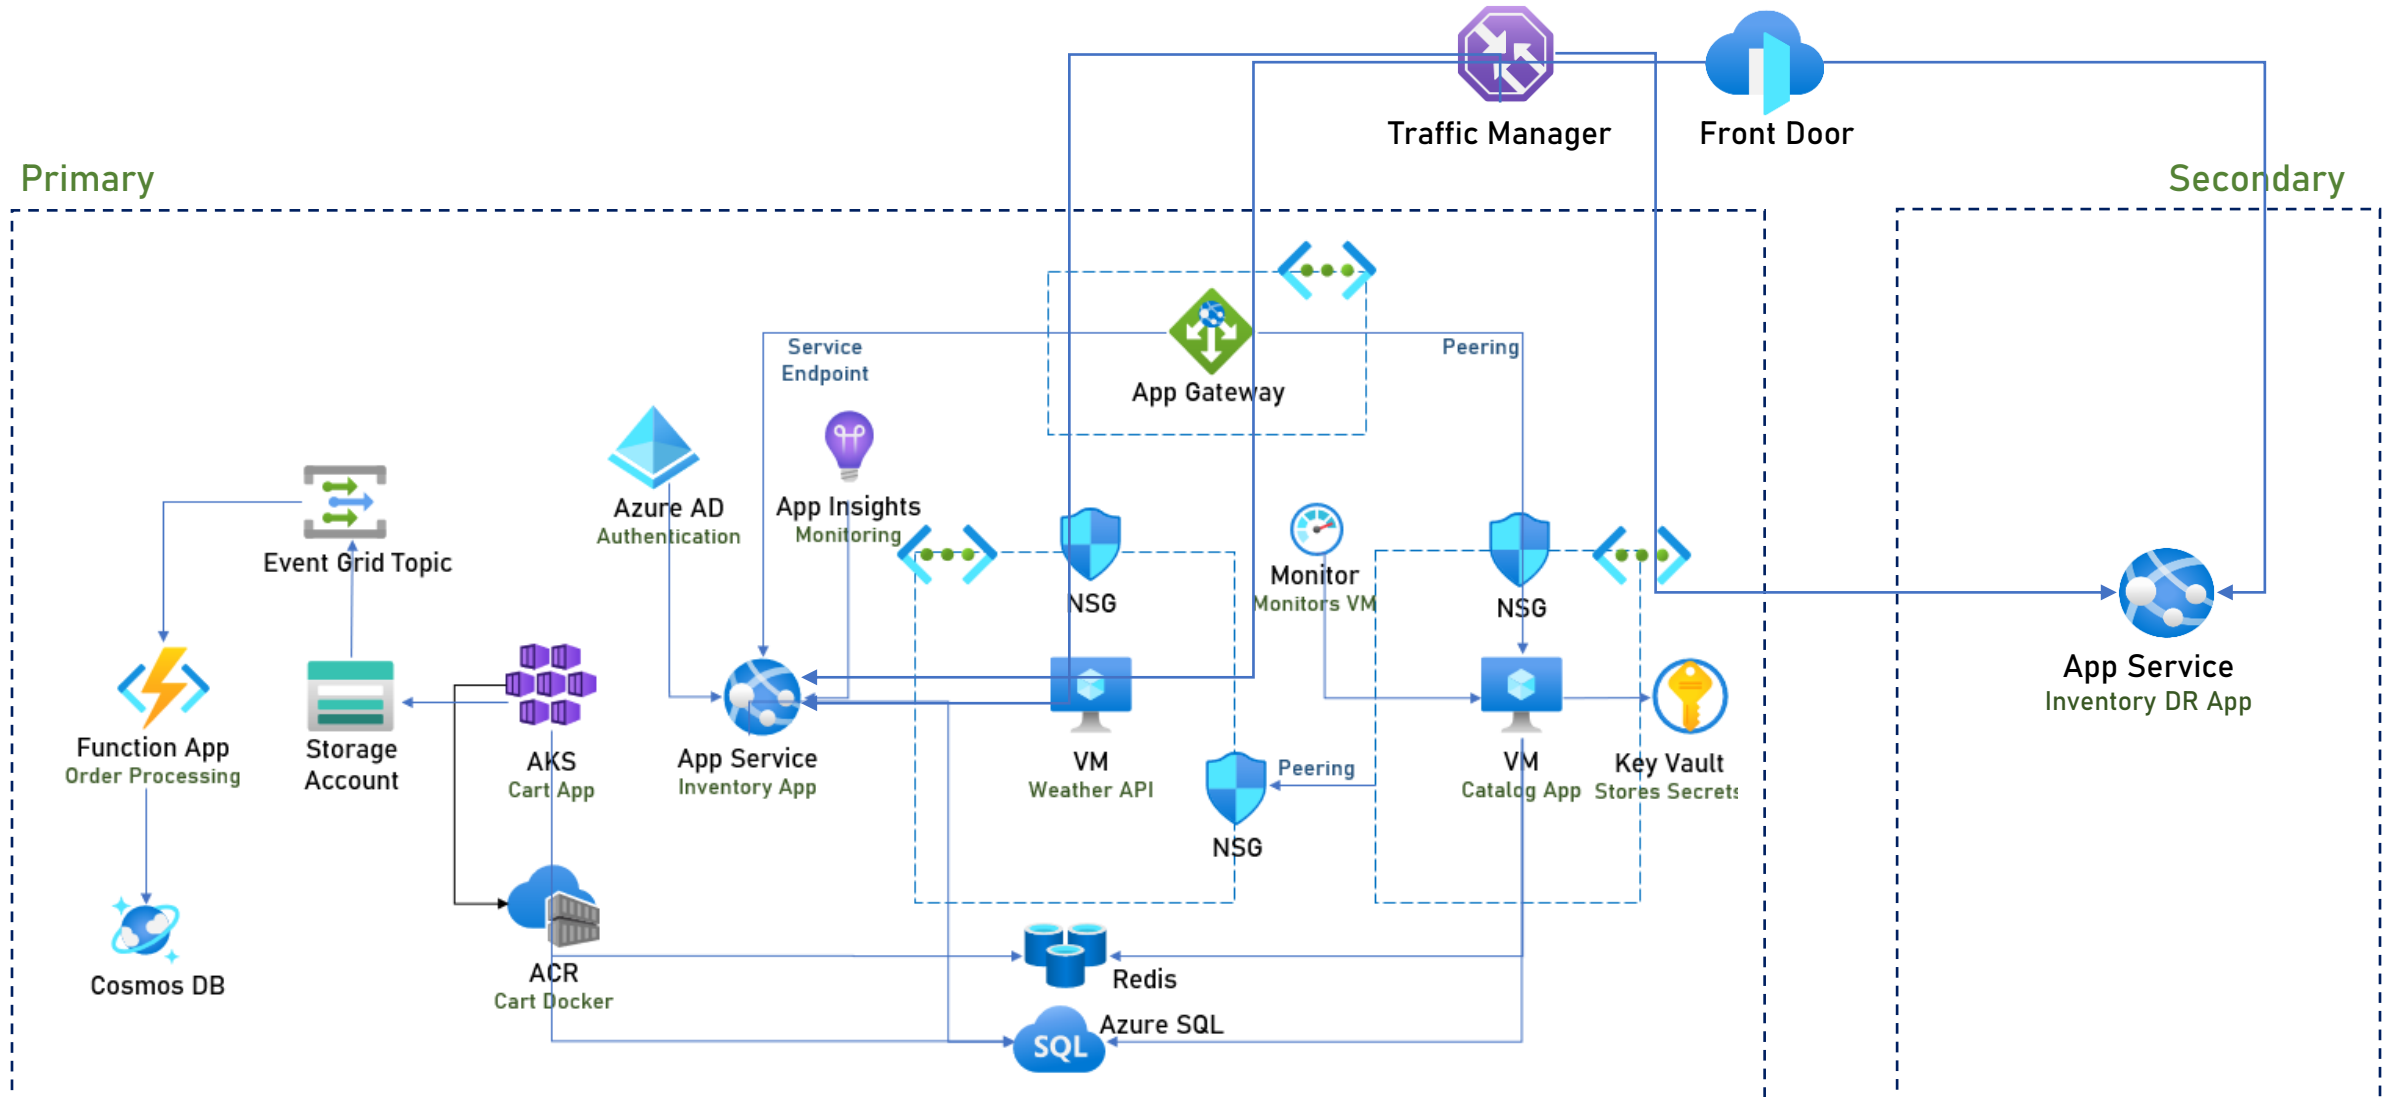 Traffic Manager
Front Door
Primary
Secondary
Service
Endpoint
Peering
App Gateway
Azure AD
Authentication
App Insights
Monitoring
Event Grid Topic
NSG
Monitor
Monitors VM
NSG
App Service
Inventory DR App
Function App
Order Processing
Storage
Account
AKS
Cart App
App Service
Inventory App
VM
Weather API
Peering
VM
Catalog App
Key Vault
Stores Secrets
NSG
Cosmos DB
ACR
Cart Docker
Redis
Azure SQL
SQL